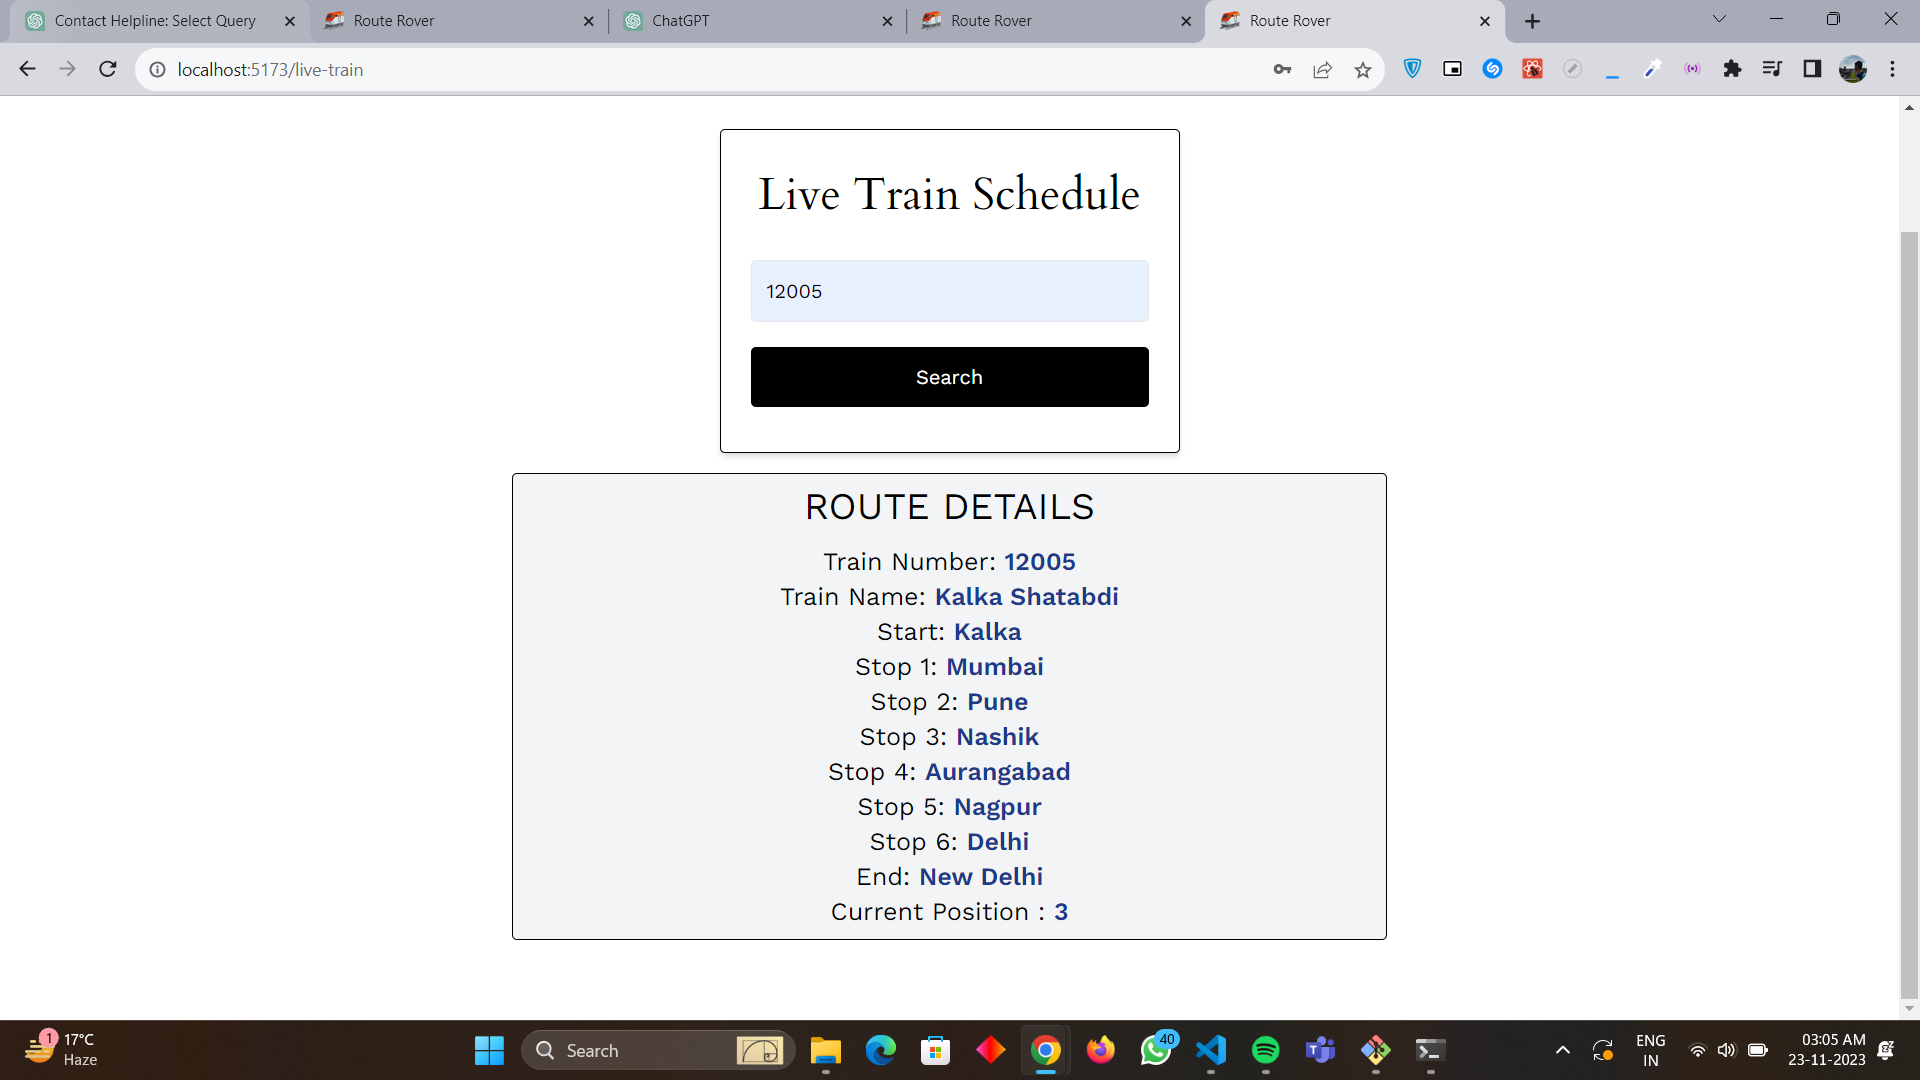 Contact Helpline: Select Query
Route Rover
ChatGPT
Route Rover
Route Rover
localhost:5173/live-train
Live Train Schedule
12005
Search
ROUTE DETAILS
Train Number: 12005
Train Name: Kalka Shatabdi
Start: Kalka
Stop 1: Mumbai
Stop 2: Pune
Stop 3: Nashik
Stop 4: Aurangabad
Stop 5: Nagpur
Stop 6: Delhi
End: New Delhi
Current Position : 3
1
17°C
Haze
Search
40
ENG
IN
03:05 AM
23-11-2023